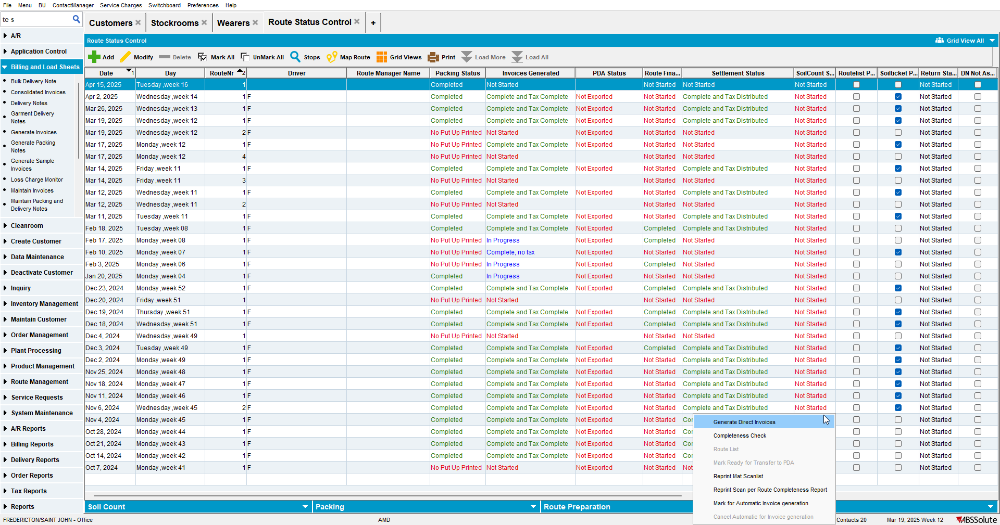 File Menu BU ContactManager Service Charges Switchboard Preferences Help
te s
Customers Stockrooms Wearers Route Status Control +
Route Status Control Grid View All
Add Modify Delete Mark All UnMark All Stops Map Route Grid Views Print Load More Load All
A/R
Application Control
Billing and Load Sheets
Bulk Delivery Note
Consolidated Invoices
Delivery Notes
Garment Delivery
Notes
Generate Invoices
Generate Packing
Notes
Generate Sample
Invoices
Loss Charge Monitor
Maintain Invoices
Maintain Packing and
Delivery Notes
Cleanroom
Create Customer
Data Maintenance
Deactivate Customer
Inquiry
Inventory Management
Maintain Customer
Order Management
Plant Processing
Product Management
Route Management
Service Requests
System Maintenance
A/R Reports
Billing Reports
Delivery Reports
Order Reports
Tax Reports
Reports
Date 1 Day RouteNr 2 Driver Route Manager Name Packing Status Invoices Generated PDA Status Route Fina... Settlement Status SoilCount S... Routelist P... Soilticket P... Return Sta... DN Not As...
Apr 15, 2025 Tuesday ,week 16 1 Completed Not Started Not Started Not Started Not Started Not Started
Apr 2, 2025 Wednesday ,week 14 1 F Completed Complete and Tax Complete Not Exported Not Started Complete and Tax Distributed Not Started Not Started
Mar 26, 2025 Wednesday ,week 13 1 F Completed Complete and Tax Complete Not Exported Not Started Complete and Tax Distributed Not Started Not Started
Mar 19, 2025 Wednesday ,week 12 1 F Completed Complete and Tax Complete Not Exported Not Started Complete and Tax Distributed Not Started Not Started
Mar 19, 2025 Wednesday ,week 12 2 F No Put Up Printed Not Started Not Exported Not Started Not Started Not Started Not Started
Mar 17, 2025 Monday ,week 12 1 F No Put Up Printed Complete and Tax Complete Not Exported Not Started Complete and Tax Distributed Not Started Not Started
Mar 17, 2025 Monday ,week 12 4 No Put Up Printed Not Started Not Started Not Started Not Started Not Started
Mar 14, 2025 Friday ,week 11 1 F Completed Complete and Tax Complete Not Exported Not Started Complete and Tax Distributed Not Started Not Started
Mar 14, 2025 Friday ,week 11 3 No Put Up Printed Not Started Not Started Not Started Not Started Not Started
Mar 12, 2025 Wednesday ,week 11 1 F Completed Complete and Tax Complete Not Exported Not Started Complete and Tax Distributed Not Started Not Started
Mar 12, 2025 Wednesday ,week 11 2 No Put Up Printed Not Started Not Started Not Started Not Started Not Started
Mar 11, 2025 Tuesday ,week 11 1 F Completed Complete and Tax Complete Not Exported Not Started Complete and Tax Distributed Not Started Not Started
Feb 18, 2025 Tuesday ,week 08 1 F Completed Complete and Tax Complete Not Exported Completed Complete and Tax Distributed Not Started Not Started
Feb 17, 2025 Monday ,week 08 1 F No Put Up Printed In Progress Not Exported Completed Not Started Not Started Not Started
Feb 10, 2025 Monday ,week 07 1 F No Put Up Printed Complete, no tax Not Exported Not Started Not Started Not Started Not Started
Feb 3, 2025 Monday ,week 06 1 F No Put Up Printed In Progress Not Exported Completed Not Started Not Started Not Started
Jan 20, 2025 Monday ,week 04 1 F Completed In Progress Not Exported Not Started Not Started Not Started Not Started
Dec 23, 2024 Monday ,week 52 1 F Completed Complete and Tax Complete Not Exported Completed Complete and Tax Distributed Not Started Not Started
Dec 20, 2024 Friday ,week 51 1 No Put Up Printed Not Started Not Started Not Started Not Started Not Started
Dec 19, 2024 Thursday ,week 51 1 F Completed Complete and Tax Complete Not Exported Completed Complete and Tax Distributed Not Started Not Started
Dec 18, 2024 Wednesday ,week 51 1 F Completed Complete and Tax Complete Not Exported Completed Complete and Tax Distributed Not Started Not Started
Dec 4, 2024 Wednesday ,week 49 1 No Put Up Printed Not Started Not Started Not Started Not Started Not Started
Dec 3, 2024 Tuesday ,week 49 1 F Completed Complete and Tax Complete Not Exported Completed Complete and Tax Distributed Not Started Not Started
Dec 2, 2024 Monday ,week 49 1 F Completed Complete and Tax Complete Not Exported Not Started Complete and Tax Distributed Not Started Not Started
Nov 25, 2024 Monday ,week 48 1 F Completed Complete and Tax Complete Not Exported Not Started Complete and Tax Distributed Not Started Not Started
Nov 18, 2024 Monday ,week 47 1 F Completed Complete and Tax Complete Not Exported Not Started Complete and Tax Distributed Not Started Not Started
Nov 11, 2024 Monday ,week 46 1 F Completed Complete and Tax Complete Not Exported Not Started Complete and Tax Distributed Not Started Not Started
Nov 6, 2024 Wednesday ,week 45 2 F Completed Complete and Tax Complete Not Exported Not Started Complete and Tax Distributed Not Started Not Started
Nov 4, 2024 Monday ,week 45 1 F Completed Complete and Tax Complete Not Exported Not Started Co Not Started
Oct 28, 2024 Monday ,week 44 1 F Completed Complete and Tax Complete Not Exported Not Started Co Not Started
Oct 21, 2024 Monday ,week 43 1 F Completed Complete and Tax Complete Not Exported Not Started Co Not Started
Oct 14, 2024 Monday ,week 42 1 F Completed Complete and Tax Complete Not Exported Not Started Co Not Started
Oct 7, 2024 Monday ,week 41 1 F No Put Up Printed Not Started Not Exported Not Started Not Not Started
Generate Direct Invoices
Completeness Check
Route List
Mark Ready for Transfer to PDA
Reprint Mat Scanlist
Reprint Scan per Route Completeness Report
Mark for Automatic Invoice generation
Cancel Automatic for Invoice generation
Soil Count Packing Route Preparation
FREDERICTON/SAINT JOHN - Office AMD Contacts 20 Mar 19, 2025 Week 12 ABSSolute